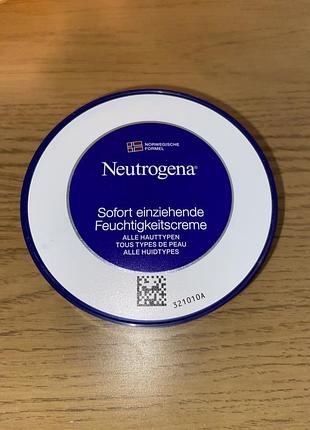 NORWEGISCHE
FORMEL
Neutrogena®
Sofort einziehende
Feuchtigkeitscreme
ALLE HAUTTYPEN
TOUS TYPES DE PEAU
ALLE HUIDTYPES
321010A